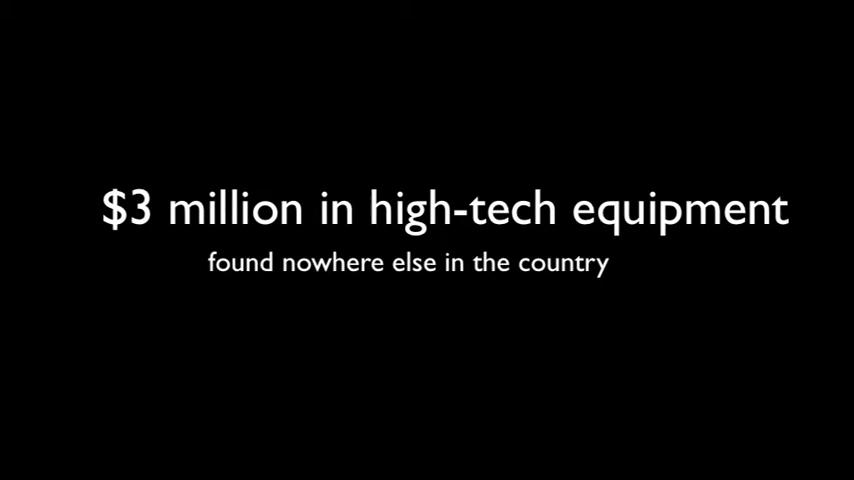 $3 million in high-tech equipment
found nowhere else in the country